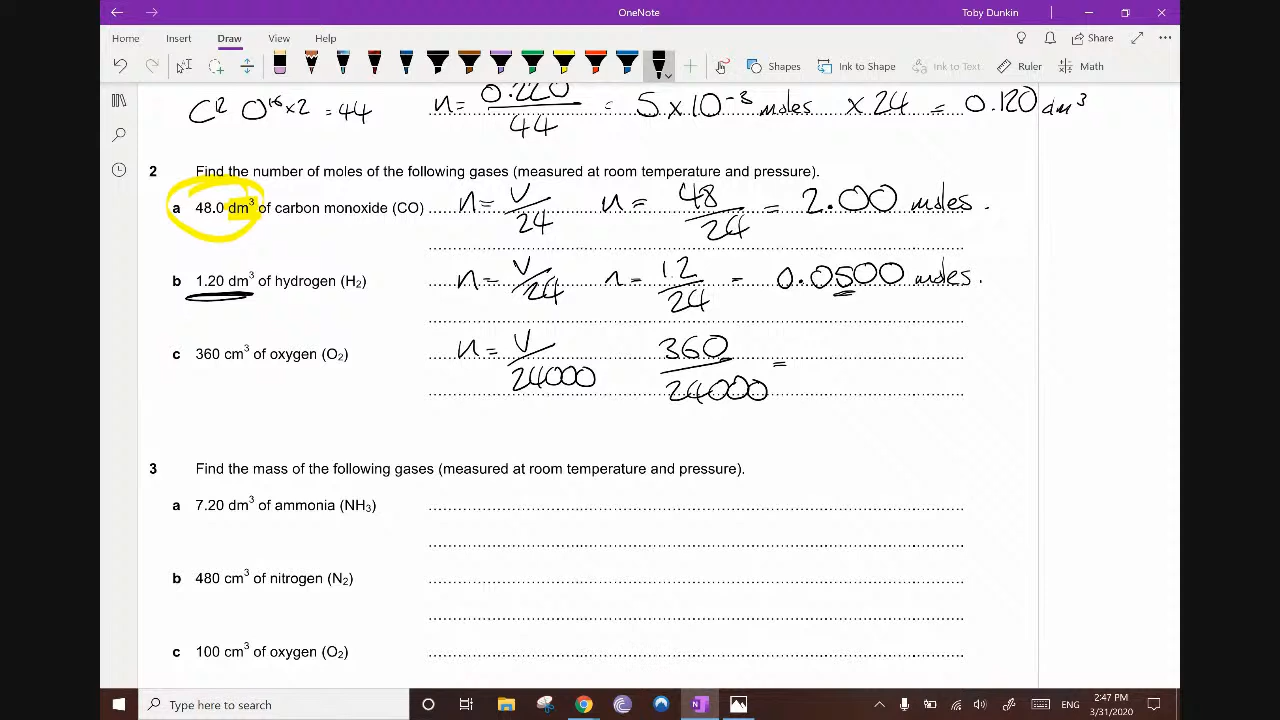 OneNote
Toby Dunkin
Home Insert Draw View Help
Share
Shapes Ink to Shape Ink to Text Ruler Math
C12 O16 x2 = 44 n = 0.220 / 44 = 5 x 10^-3 moles x 24 = 0.120 dm3
2 Find the number of moles of the following gases (measured at room temperature and pressure).
a 48.0 dm3 of carbon monoxide (CO) n = V/24 n = 48/24 = 2.00 moles.
b 1.20 dm3 of hydrogen (H2) n = V/24 n = 1.2/24 = 0.0500 moles.
c 360 cm3 of oxygen (O2) n = V/24000 360/24000 =
3 Find the mass of the following gases (measured at room temperature and pressure).
a 7.20 dm3 of ammonia (NH3)
b 480 cm3 of nitrogen (N2)
c 100 cm3 of oxygen (O2)
Type here to search
ENG
2:47 PM
3/31/2020